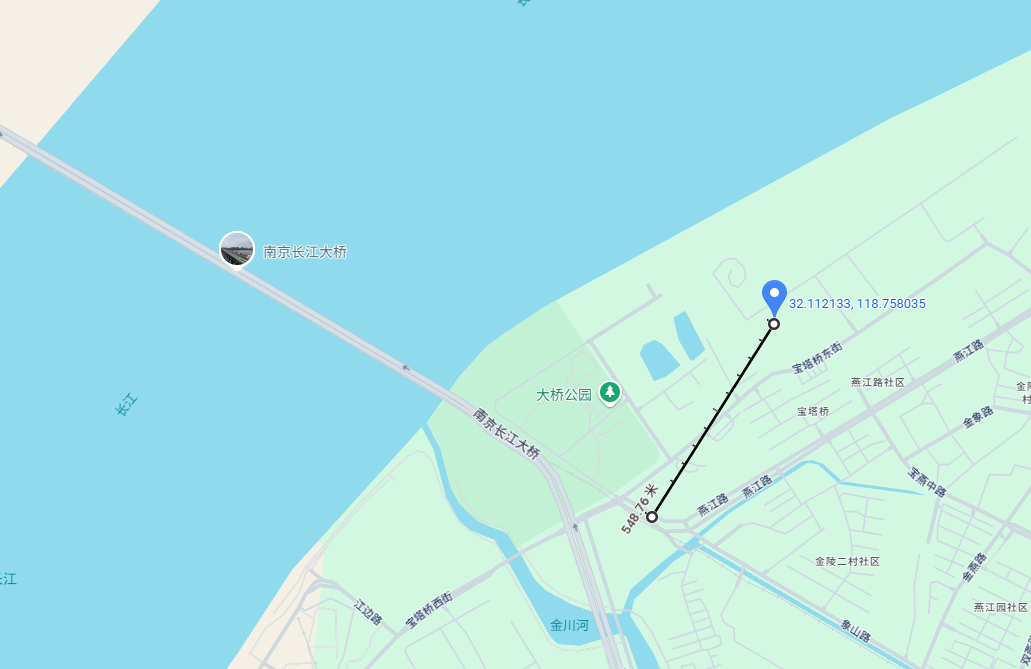 南京长江大桥
32.112133, 118.758035
宝塔桥东街
燕江路
燕江路社区
大桥公园
长江
宝塔桥
金象路
南京长江大桥
宝燕中路
燕江路
燕江路
548.76 米
金陵二村社区
金燕路
长江
江边路
宝塔桥西街
燕江园社区
金川河
象山路